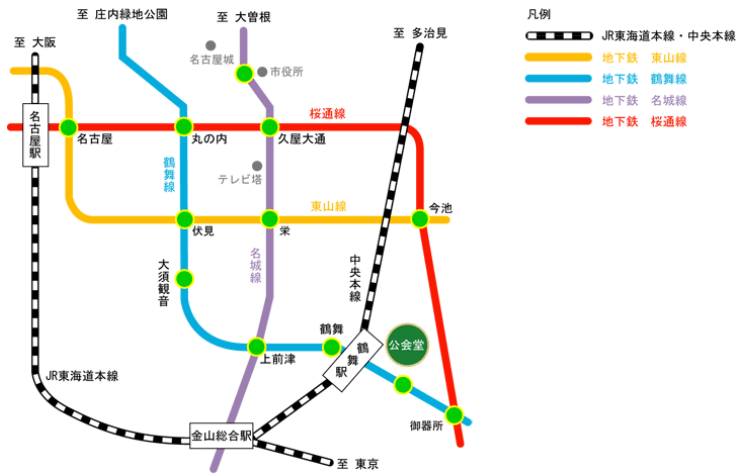 至 庄内緑地公園
至 大曽根
至 大阪
至 多治見
名古屋城
市役所
名古屋駅
名古屋
丸の内
久屋大通
桜通線
鶴舞線
テレビ塔
東山線
今池
伏見
栄
大須観音
名城線
中央本線
鶴舞
上前津
鶴舞駅
公会堂
JR東海道本線
金山総合駅
御器所
至 東京
凡例
JR東海道本線・中央本線
地下鉄 東山線
地下鉄 鶴舞線
地下鉄 名城線
地下鉄 桜通線